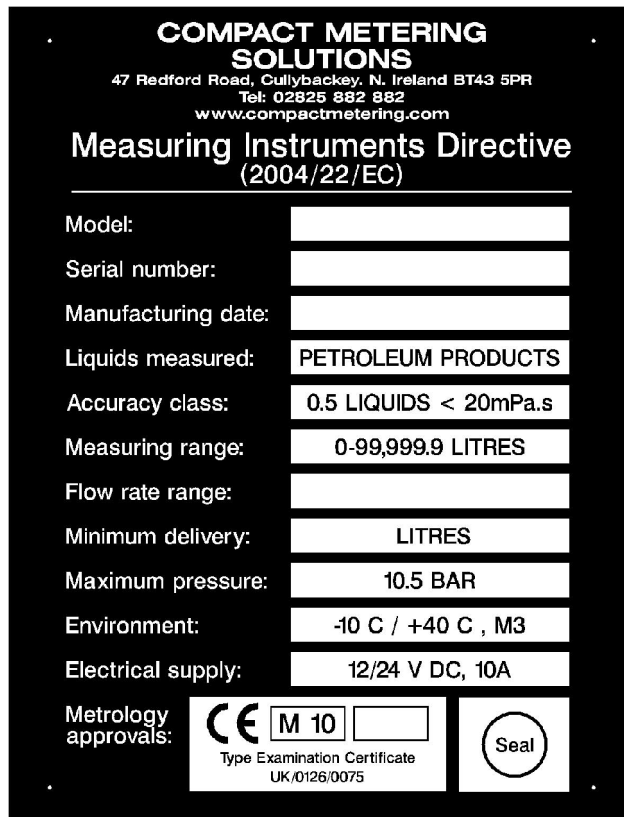 COMPACT METERING
SOLUTIONS
47 Redford Road, Cullybackey. N. Ireland BT43 5PR
Tel: 02825 882 882
www.compactmetering.com
Measuring Instruments Directive
(2004/22/EC)
Model:
Serial number:
Manufacturing date:
Liquids measured: PETROLEUM PRODUCTS
Accuracy class: 0.5 LIQUIDS < 20mPa.s
Measuring range: 0-99,999.9 LITRES
Flow rate range:
Minimum delivery: LITRES
Maximum pressure: 10.5 BAR
Environment: -10 C / +40 C , M3
Electrical supply: 12/24 V DC, 10A
Metrology
approvals: CE M 10
Type Examination Certificate
UK/0126/0075
Seal